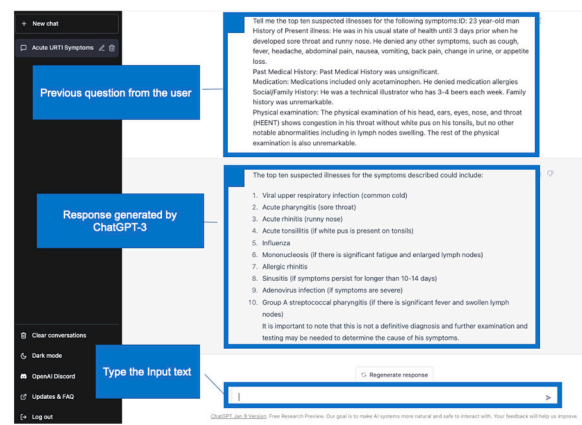 + New chat
Acute URTI Symptoms
Previous question from the user
Tell me the top ten suspected illnesses for the following symptoms:ID: 23 year-old man
History of Present illness: He was in his usual state of health until 3 days prior when he
developed sore throat and runny nose. He denied any other symptoms, such as cough,
fever, headache, abdominal pain, nausea, vomiting, back pain, change in urine, or appetite
loss.
Past Medical History: Past Medical History was unsignificant.
Medication: Medications included only acetaminophen. He denied medication allergies
Social/Family History: He was a technical illustrator who has 3-4 beers each week. Family
history was unremarkable.
Physical examination: The physical examination of his head, ears, eyes, nose, and throat
(HEENT) shows congestion in his throat without white pus on his tonsils, but no other
notable abnormalities including in lymph nodes swelling. The rest of the physical
examination is also unremarkable.
Response generated by
ChatGPT-3
The top ten suspected illnesses for the symptoms described could include:
1. Viral upper respiratory infection (common cold)
2. Acute pharyngitis (sore throat)
3. Acute rhinitis (runny nose)
4. Acute tonsillitis (if white pus is present on tonsils)
5. Influenza
6. Mononucleosis (if there is significant fatigue and enlarged lymph nodes)
7. Allergic rhinitis
8. Sinusitis (if symptoms persist for longer than 10-14 days)
9. Adenovirus infection (if symptoms are severe)
10. Group A streptococcal pharyngitis (if there is significant fever and swollen lymph
nodes)
It is important to note that this is not a definitive diagnosis and further examination and
testing may be needed to determine the cause of his symptoms.
Clear conversations
Dark mode
OpenAI Discord
Updates & FAQ
Log out
Type the Input text
Regenerate response
ChatGPT Jan 9 Version. Free Research Preview. Our goal is to make AI systems more natural and safe to interact with. Your feedback will help us improve.